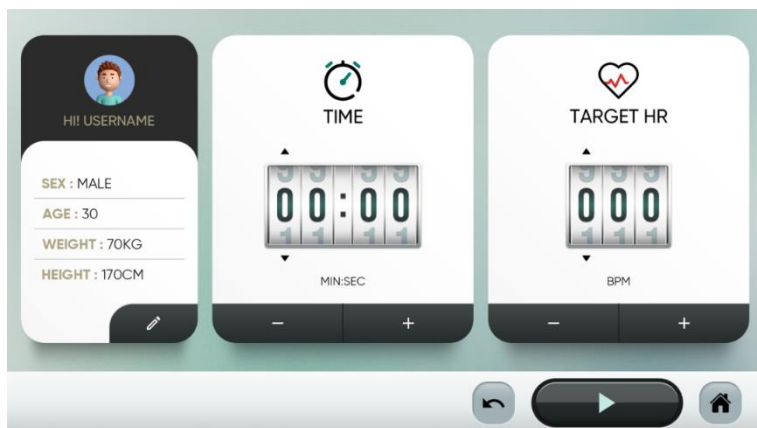 HI! USERNAME
SEX : MALE
AGE : 30
WEIGHT : 70KG
HEIGHT : 170CM
TIME
00:00
MIN:SEC
− +
TARGET HR
000
BPM
− +